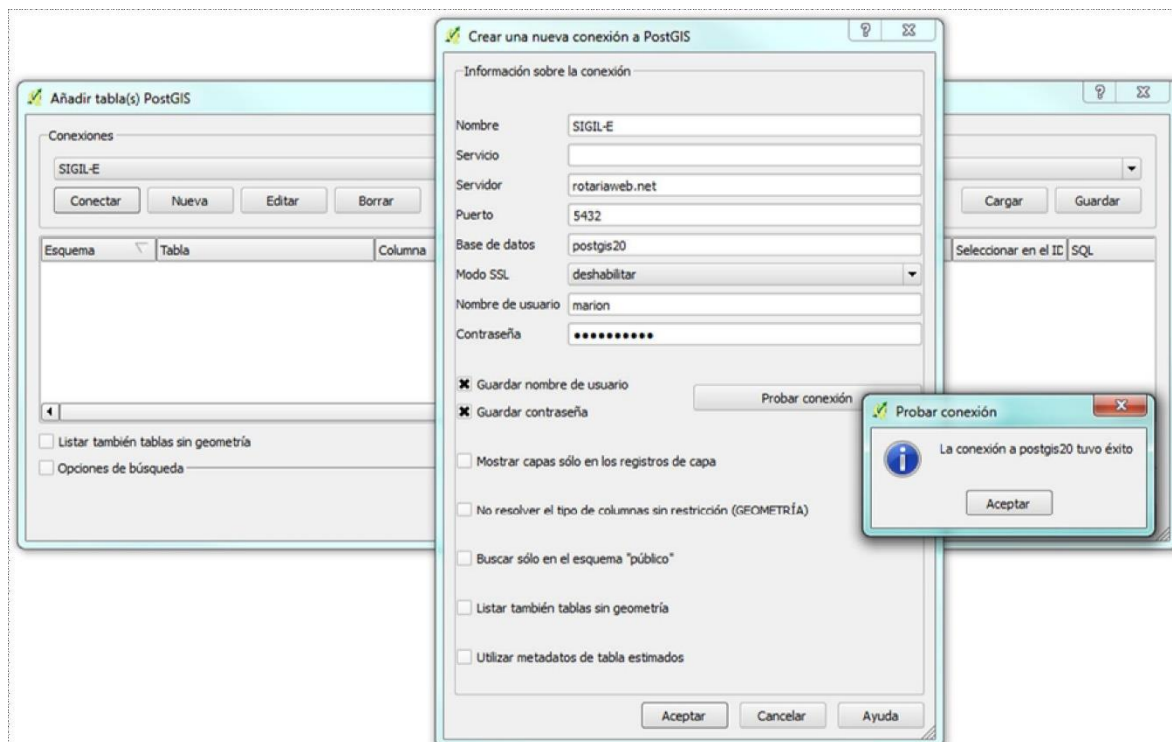 Añadir tabla(s) PostGIS
Conexiones
SIGIL-E
Conectar Nueva Editar Borrar
Cargar Guardar
Esquema Tabla Columna
Seleccionar en el IC SQL
Listar también tablas sin geometría
Opciones de búsqueda
Crear una nueva conexión a PostGIS
Información sobre la conexión
Nombre SIGIL-E
Servicio
Servidor rotariaweb.net
Puerto 5432
Base de datos postgis20
Modo SSL deshabilitar
Nombre de usuario marion
Contraseña ●●●●●●●●●●
Guardar nombre de usuario
Probar conexión
Guardar contraseña
Mostrar capas sólo en los registros de capa
No resolver el tipo de columnas sin restricción (GEOMETRÍA)
Buscar sólo en el esquema "público"
Listar también tablas sin geometría
Utilizar metadatos de tabla estimados
Aceptar Cancelar Ayuda
Probar conexión
La conexión a postgis20 tuvo éxito
Aceptar